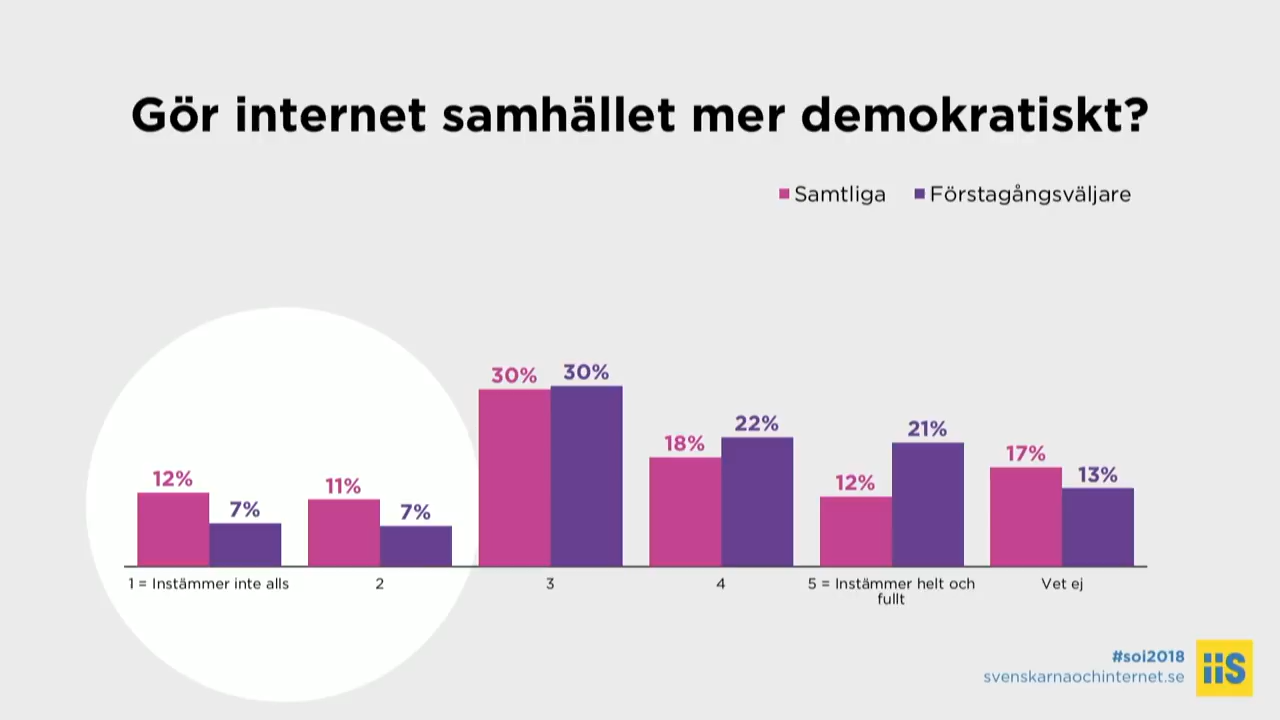 Gör internet samhället mer demokratiskt?
Samtliga Förstagångsväljare
12% 7% 11% 7% 30% 30% 18% 22% 12% 21% 17% 13%
1 = Instämmer inte alls 2 3 4 5 = Instämmer helt och Vet ej
fullt
#soi2018
svenskarnaochinternet.se
iis